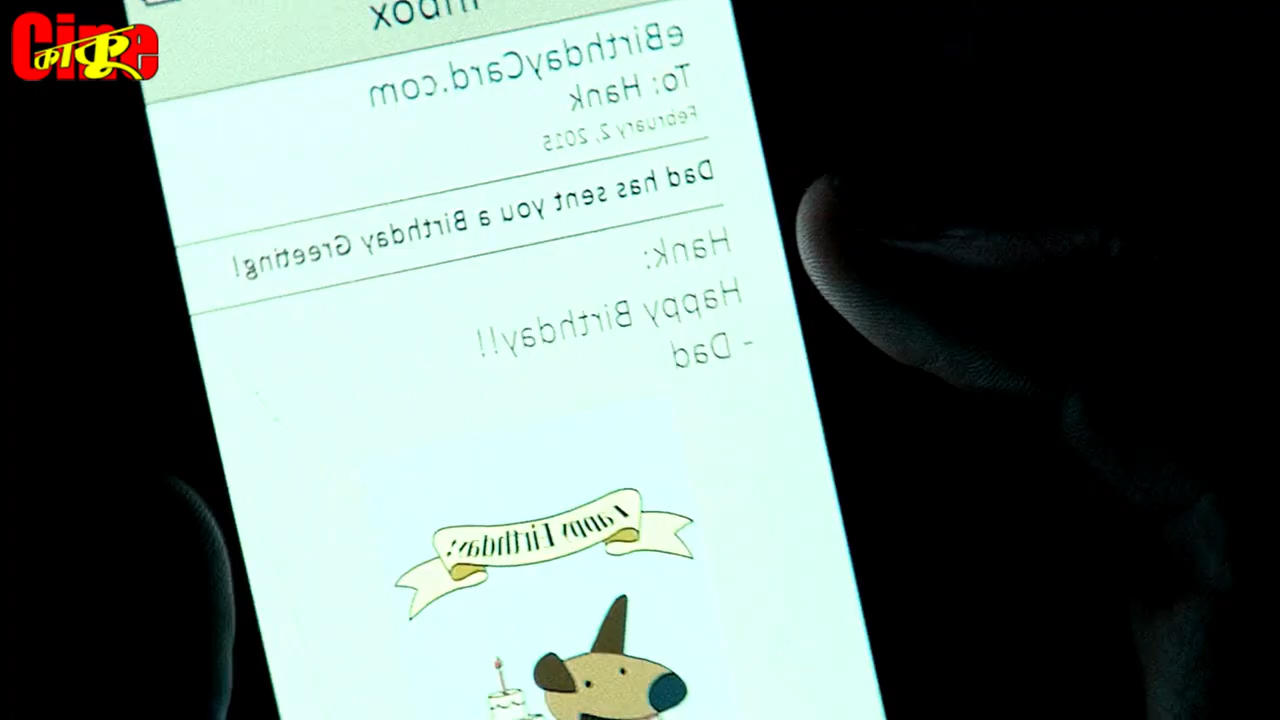 Cine
কাকু
Inbox
eBirthdayCard.com
To: Hank
February 2, 2015
Dad has sent you a Birthday Greeting!
Hank:
Happy Birthday!!
- Dad
Happy Birthday!